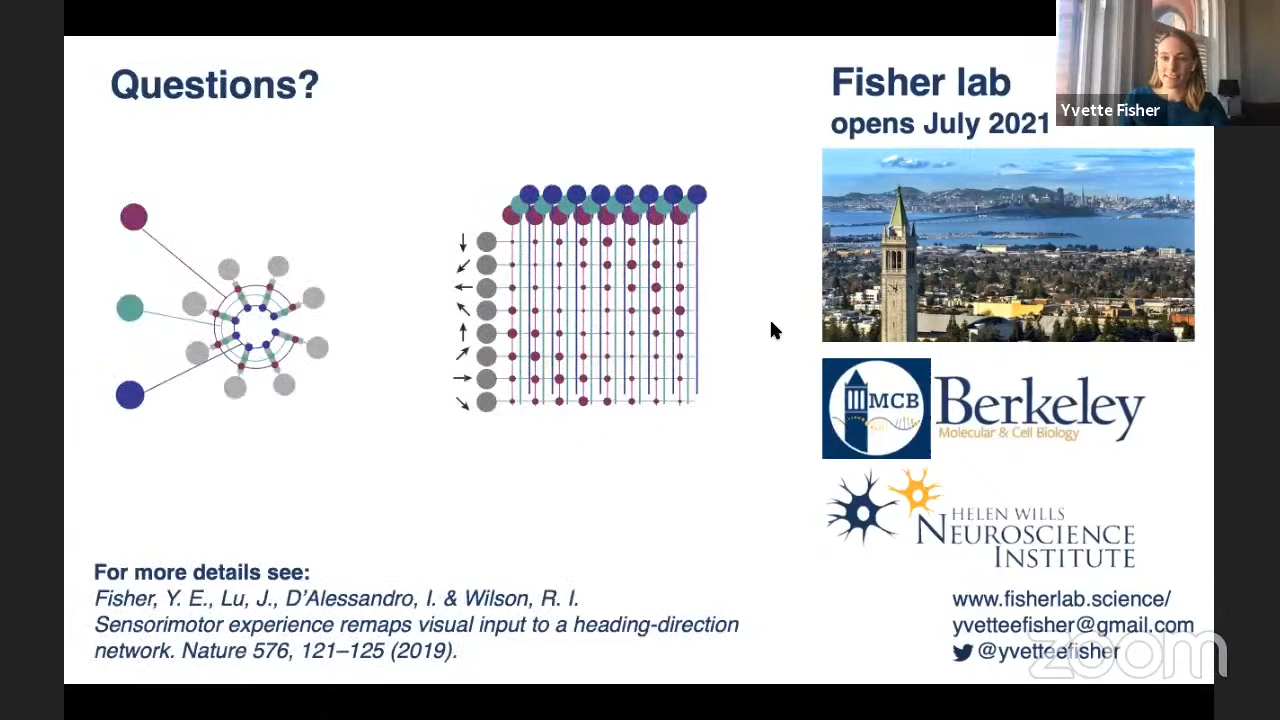 Questions?
Fisher lab
opens July 2021
Yvette Fisher
MCB
Berkeley
Molecular & Cell Biology
HELEN WILLS
NEUROSCIENCE
INSTITUTE
For more details see:
Fisher, Y. E., Lu, J., D'Alessandro, I. & Wilson, R. I.
Sensorimotor experience remaps visual input to a heading-direction
network. Nature 576, 121–125 (2019).
www.fisherlab.science/
yvetteefisher@gmail.com
@yvetteefisher
zoom